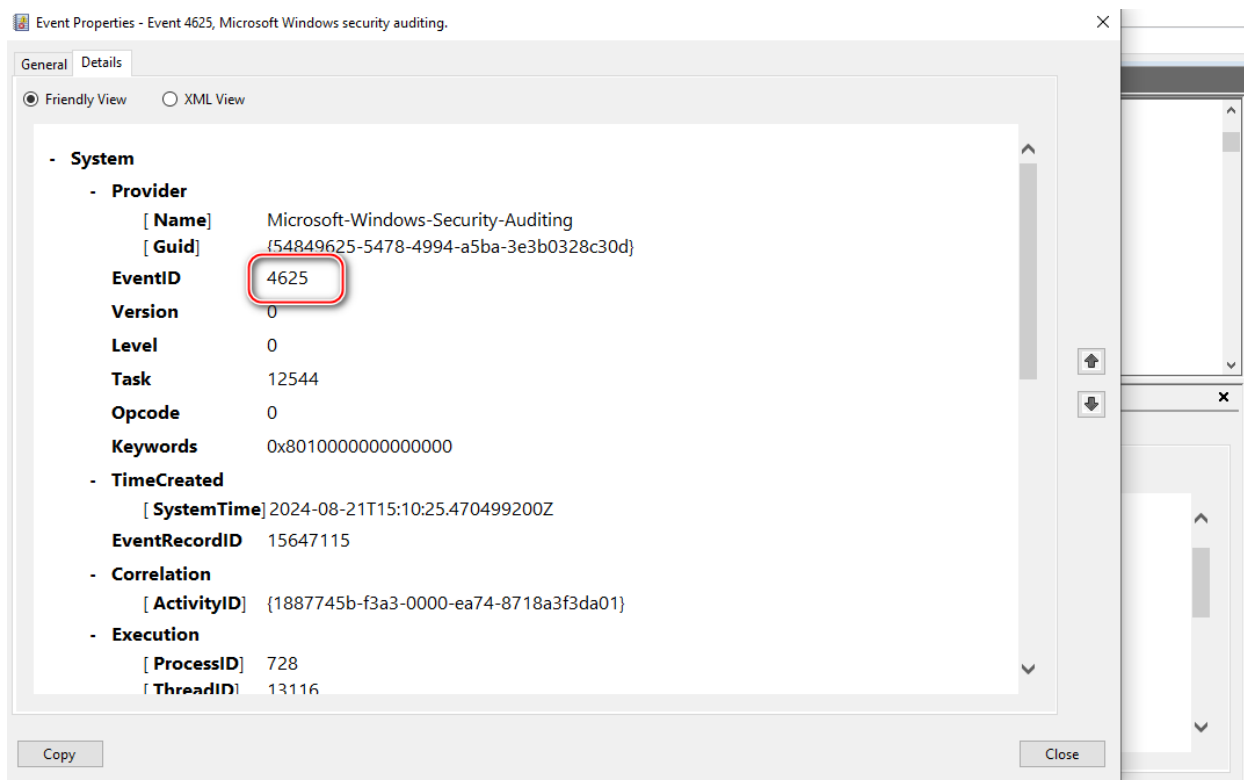 Event Properties - Event 4625, Microsoft Windows security auditing.
General Details
Friendly View XML View
- System
- Provider
[ Name] Microsoft-Windows-Security-Auditing
[ Guid] {54849625-5478-4994-a5ba-3e3b0328c30d}
EventID 4625
Version 0
Level 0
Task 12544
Opcode 0
Keywords 0x8010000000000000
- TimeCreated
[ SystemTime] 2024-08-21T15:10:25.470499200Z
EventRecordID 15647115
- Correlation
[ ActivityID] {1887745b-f3a3-0000-ea74-8718a3f3da01}
- Execution
[ ProcessID] 728
[ ThreadID] 13116
Copy Close